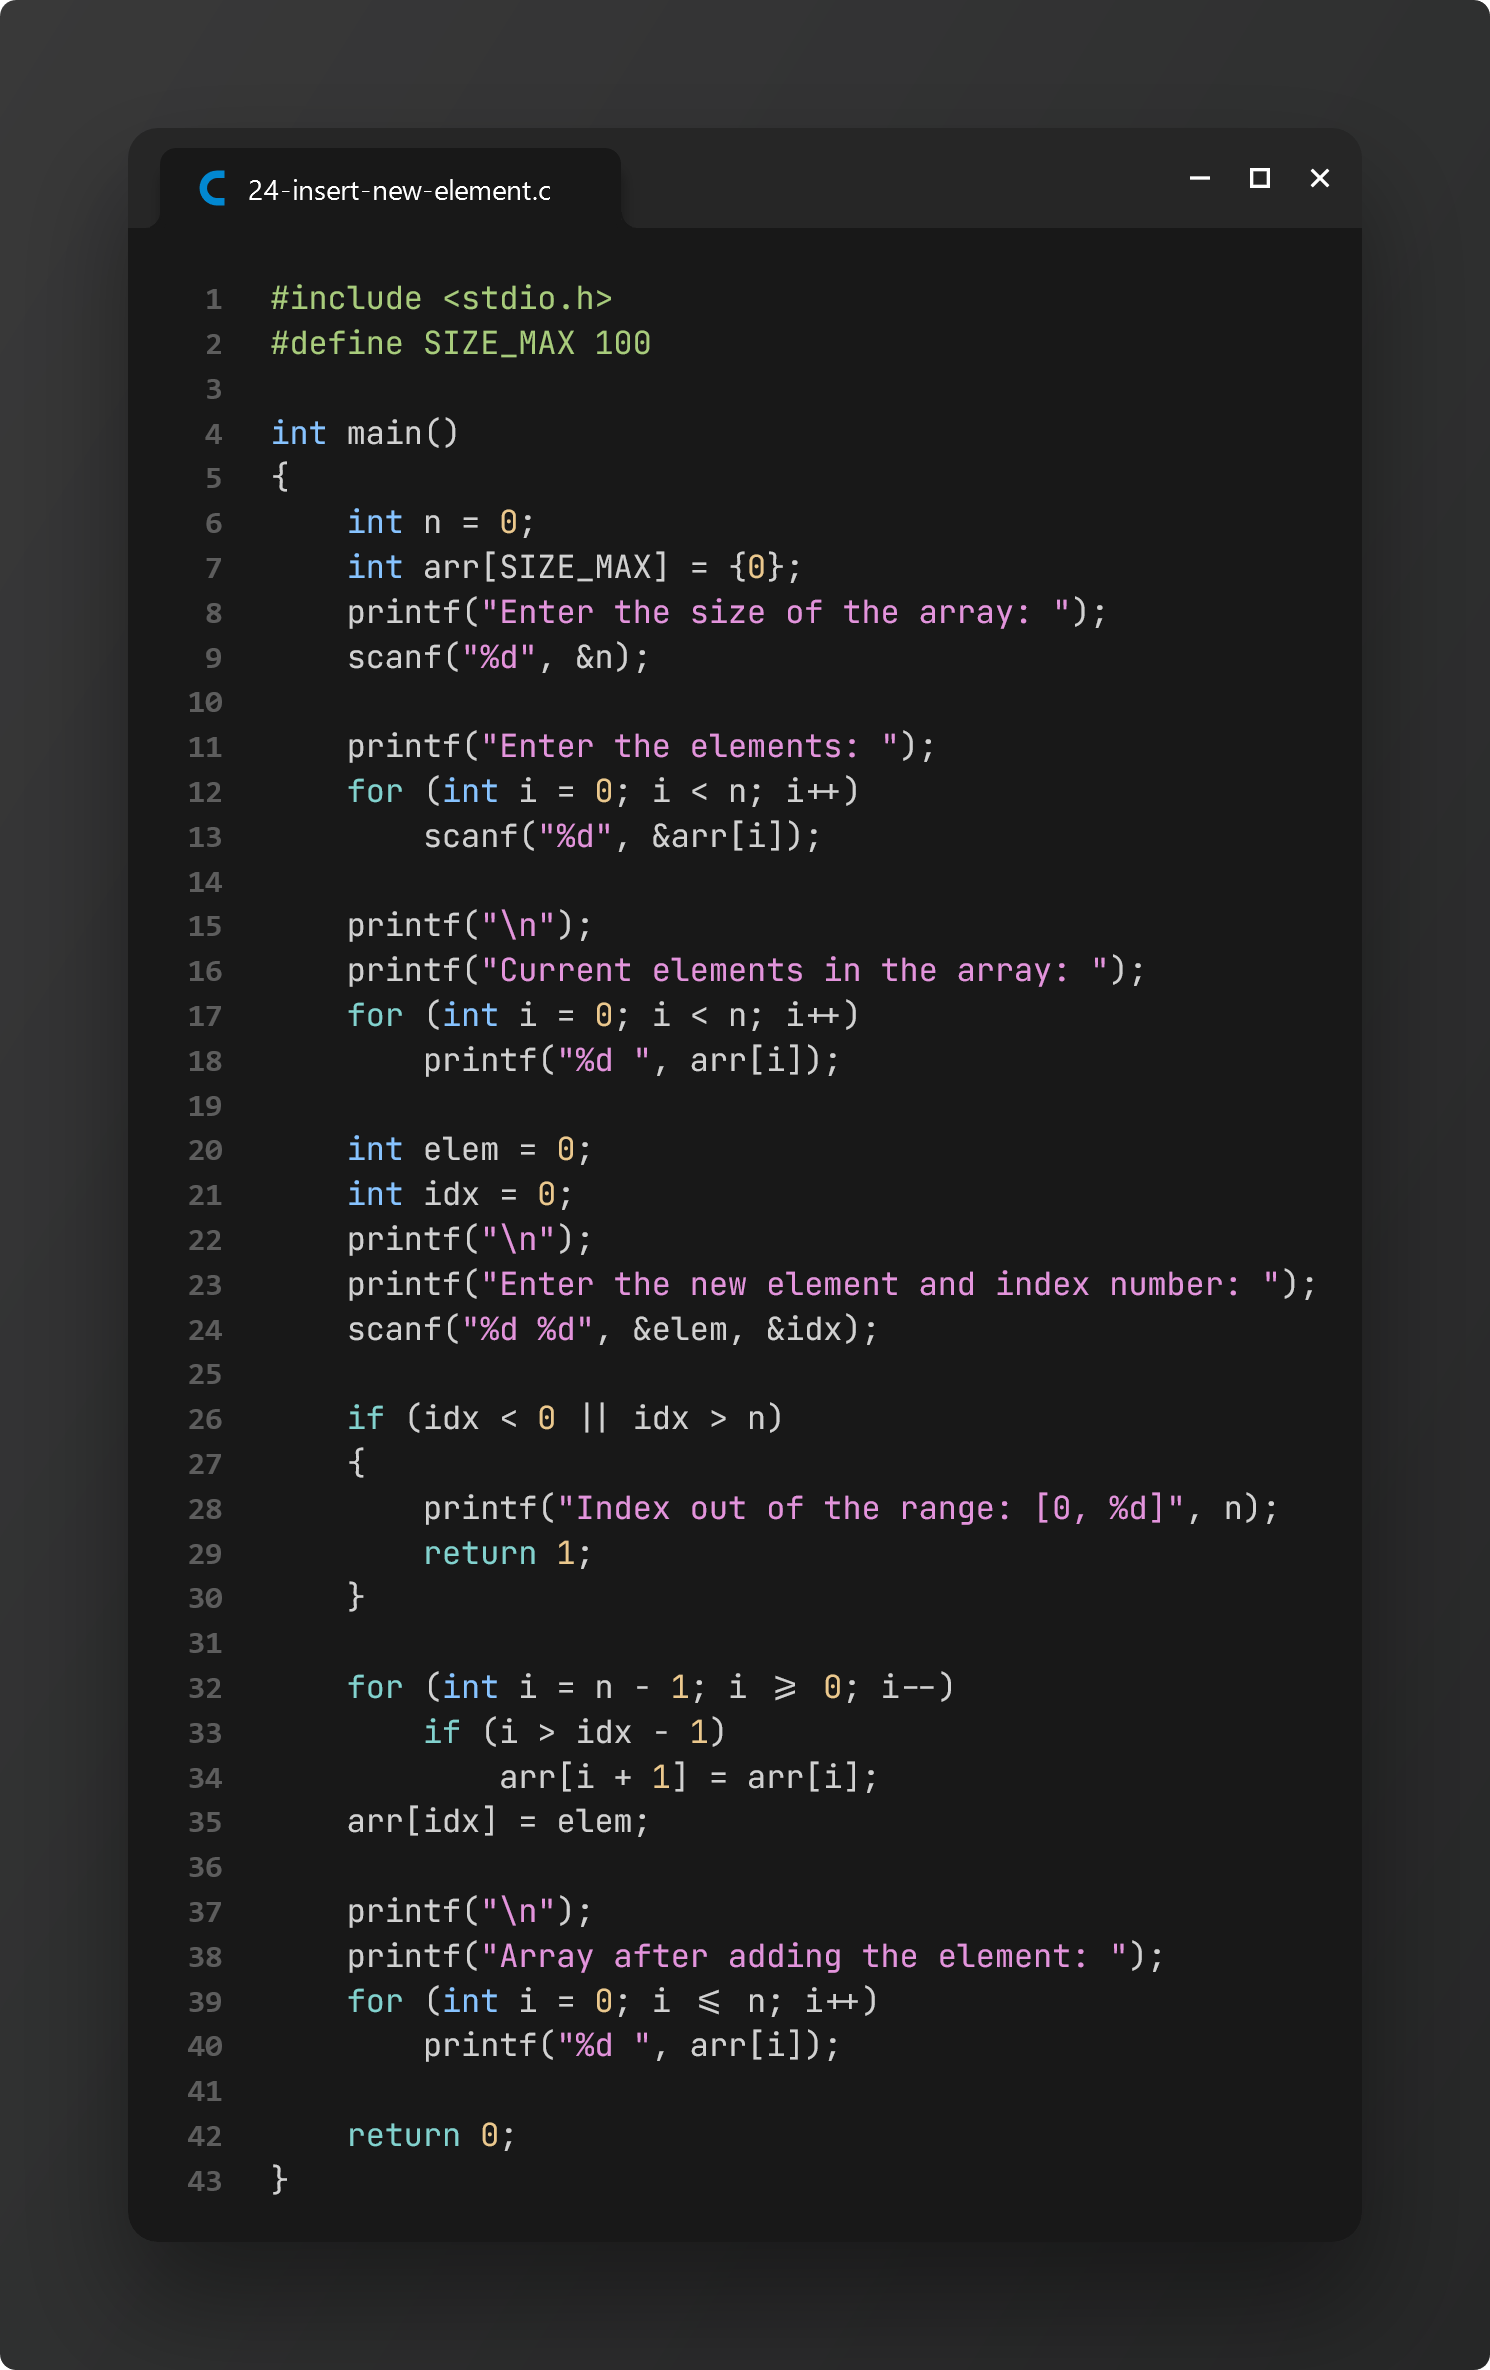 24-insert-new-element.c
1 #include <stdio.h>
2 #define SIZE_MAX 100
3
4 int main()
5 {
6     int n = 0;
7     int arr[SIZE_MAX] = {0};
8     printf("Enter the size of the array: ");
9     scanf("%d", &n);
10
11     printf("Enter the elements: ");
12     for (int i = 0; i < n; i++)
13         scanf("%d", &arr[i]);
14
15     printf("\n");
16     printf("Current elements in the array: ");
17     for (int i = 0; i < n; i++)
18         printf("%d ", arr[i]);
19
20     int elem = 0;
21     int idx = 0;
22     printf("\n");
23     printf("Enter the new element and index number: ");
24     scanf("%d %d", &elem, &idx);
25
26     if (idx < 0 || idx > n)
27     {
28         printf("Index out of the range: [0, %d]", n);
29         return 1;
30     }
31
32     for (int i = n - 1; i >= 0; i--)
33         if (i > idx - 1)
34             arr[i + 1] = arr[i];
35     arr[idx] = elem;
36
37     printf("\n");
38     printf("Array after adding the element: ");
39     for (int i = 0; i <= n; i++)
40         printf("%d ", arr[i]);
41
42     return 0;
43 }